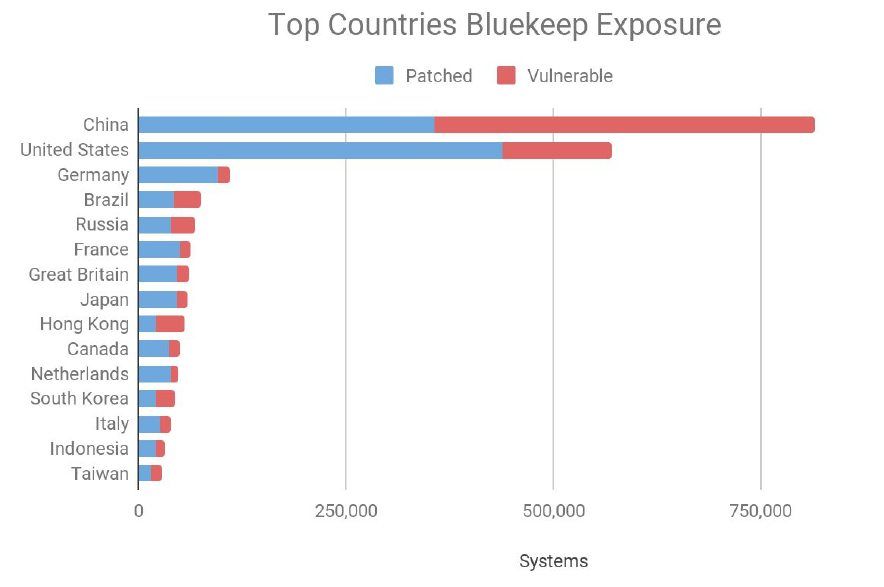 Top Countries Bluekeep Exposure
Patched Vulnerable
China
United States
Germany
Brazil
Russia
France
Great Britain
Japan
Hong Kong
Canada
Netherlands
South Korea
Italy
Indonesia
Taiwan
0 250,000 500,000 750,000
Systems